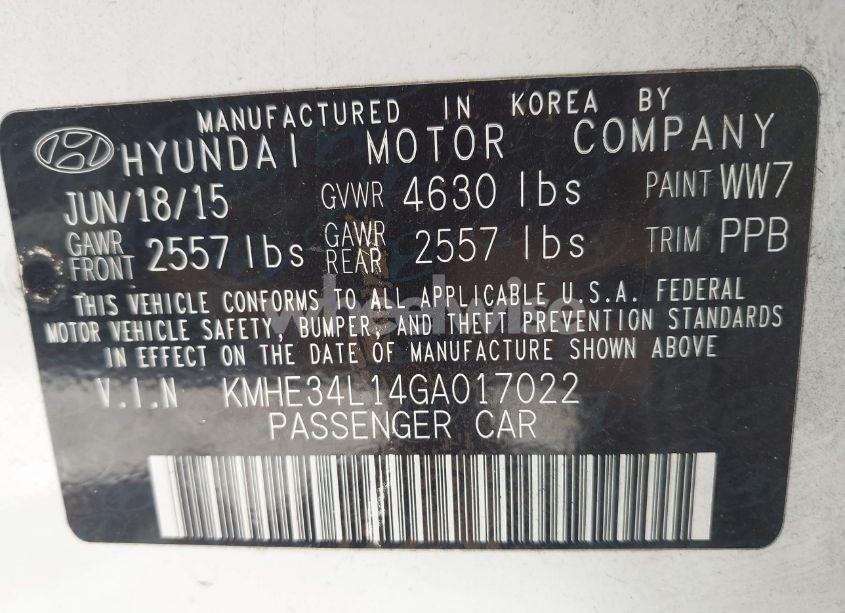 MANUFACTURED IN KOREA BY
HYUNDAI MOTOR COMPANY
JUN/18/15 GVWR 4630 lbs PAINT WW7
GAWR FRONT 2557 lbs GAWR REAR 2557 lbs TRIM PPB
THIS VEHICLE CONFORMS TO ALL APPLICABLE U.S.A. FEDERAL
MOTOR VEHICLE SAFETY, BUMPER, AND THEFT PREVENTION STANDARDS
IN EFFECT ON THE DATE OF MANUFACTURE SHOWN ABOVE
V.I.N KMHE34L14GA017022
PASSENGER CAR